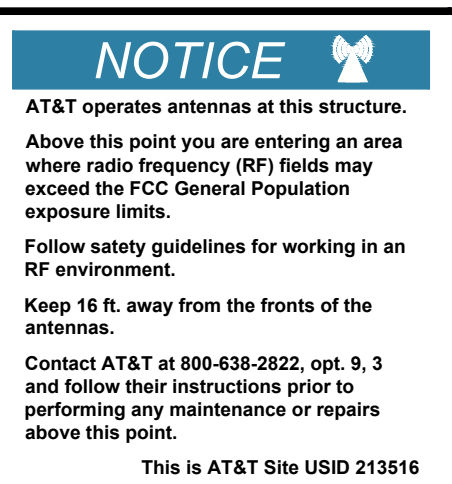 NOTICE
AT&T operates antennas at this structure.
Above this point you are entering an area
where radio frequency (RF) fields may
exceed the FCC General Population
exposure limits.
Follow safety guidelines for working in an
RF environment.
Keep 16 ft. away from the fronts of the
antennas.
Contact AT&T at 800-638-2822, opt. 9, 3
and follow their instructions prior to
performing any maintenance or repairs
above this point.
This is AT&T Site USID 213516